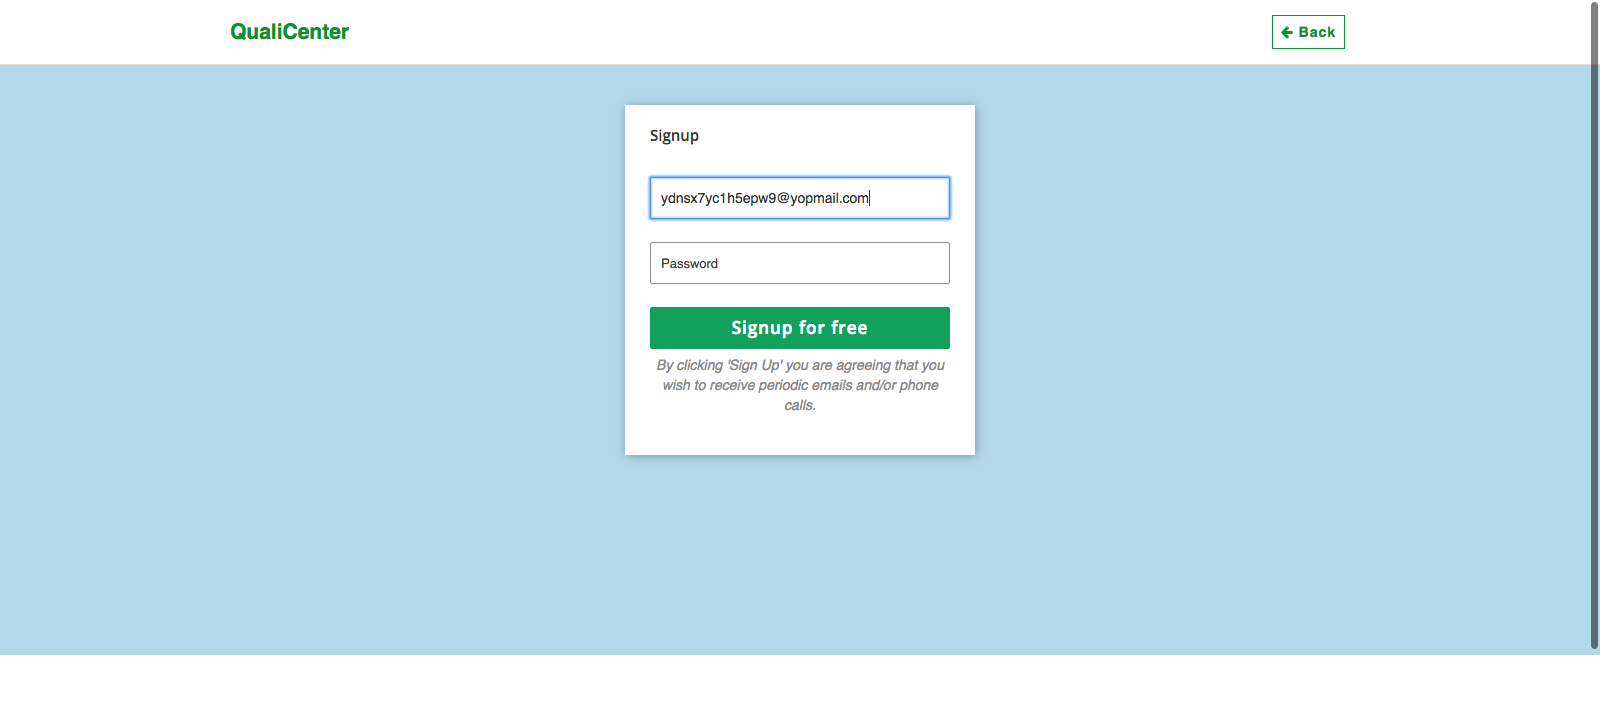 QualiCenter
Back
Signup
ydnsx7yc1h5epw9@yopmail.com
Password
Signup for free
By clicking 'Sign Up' you are agreeing that you
wish to receive periodic emails and/or phone
calls.